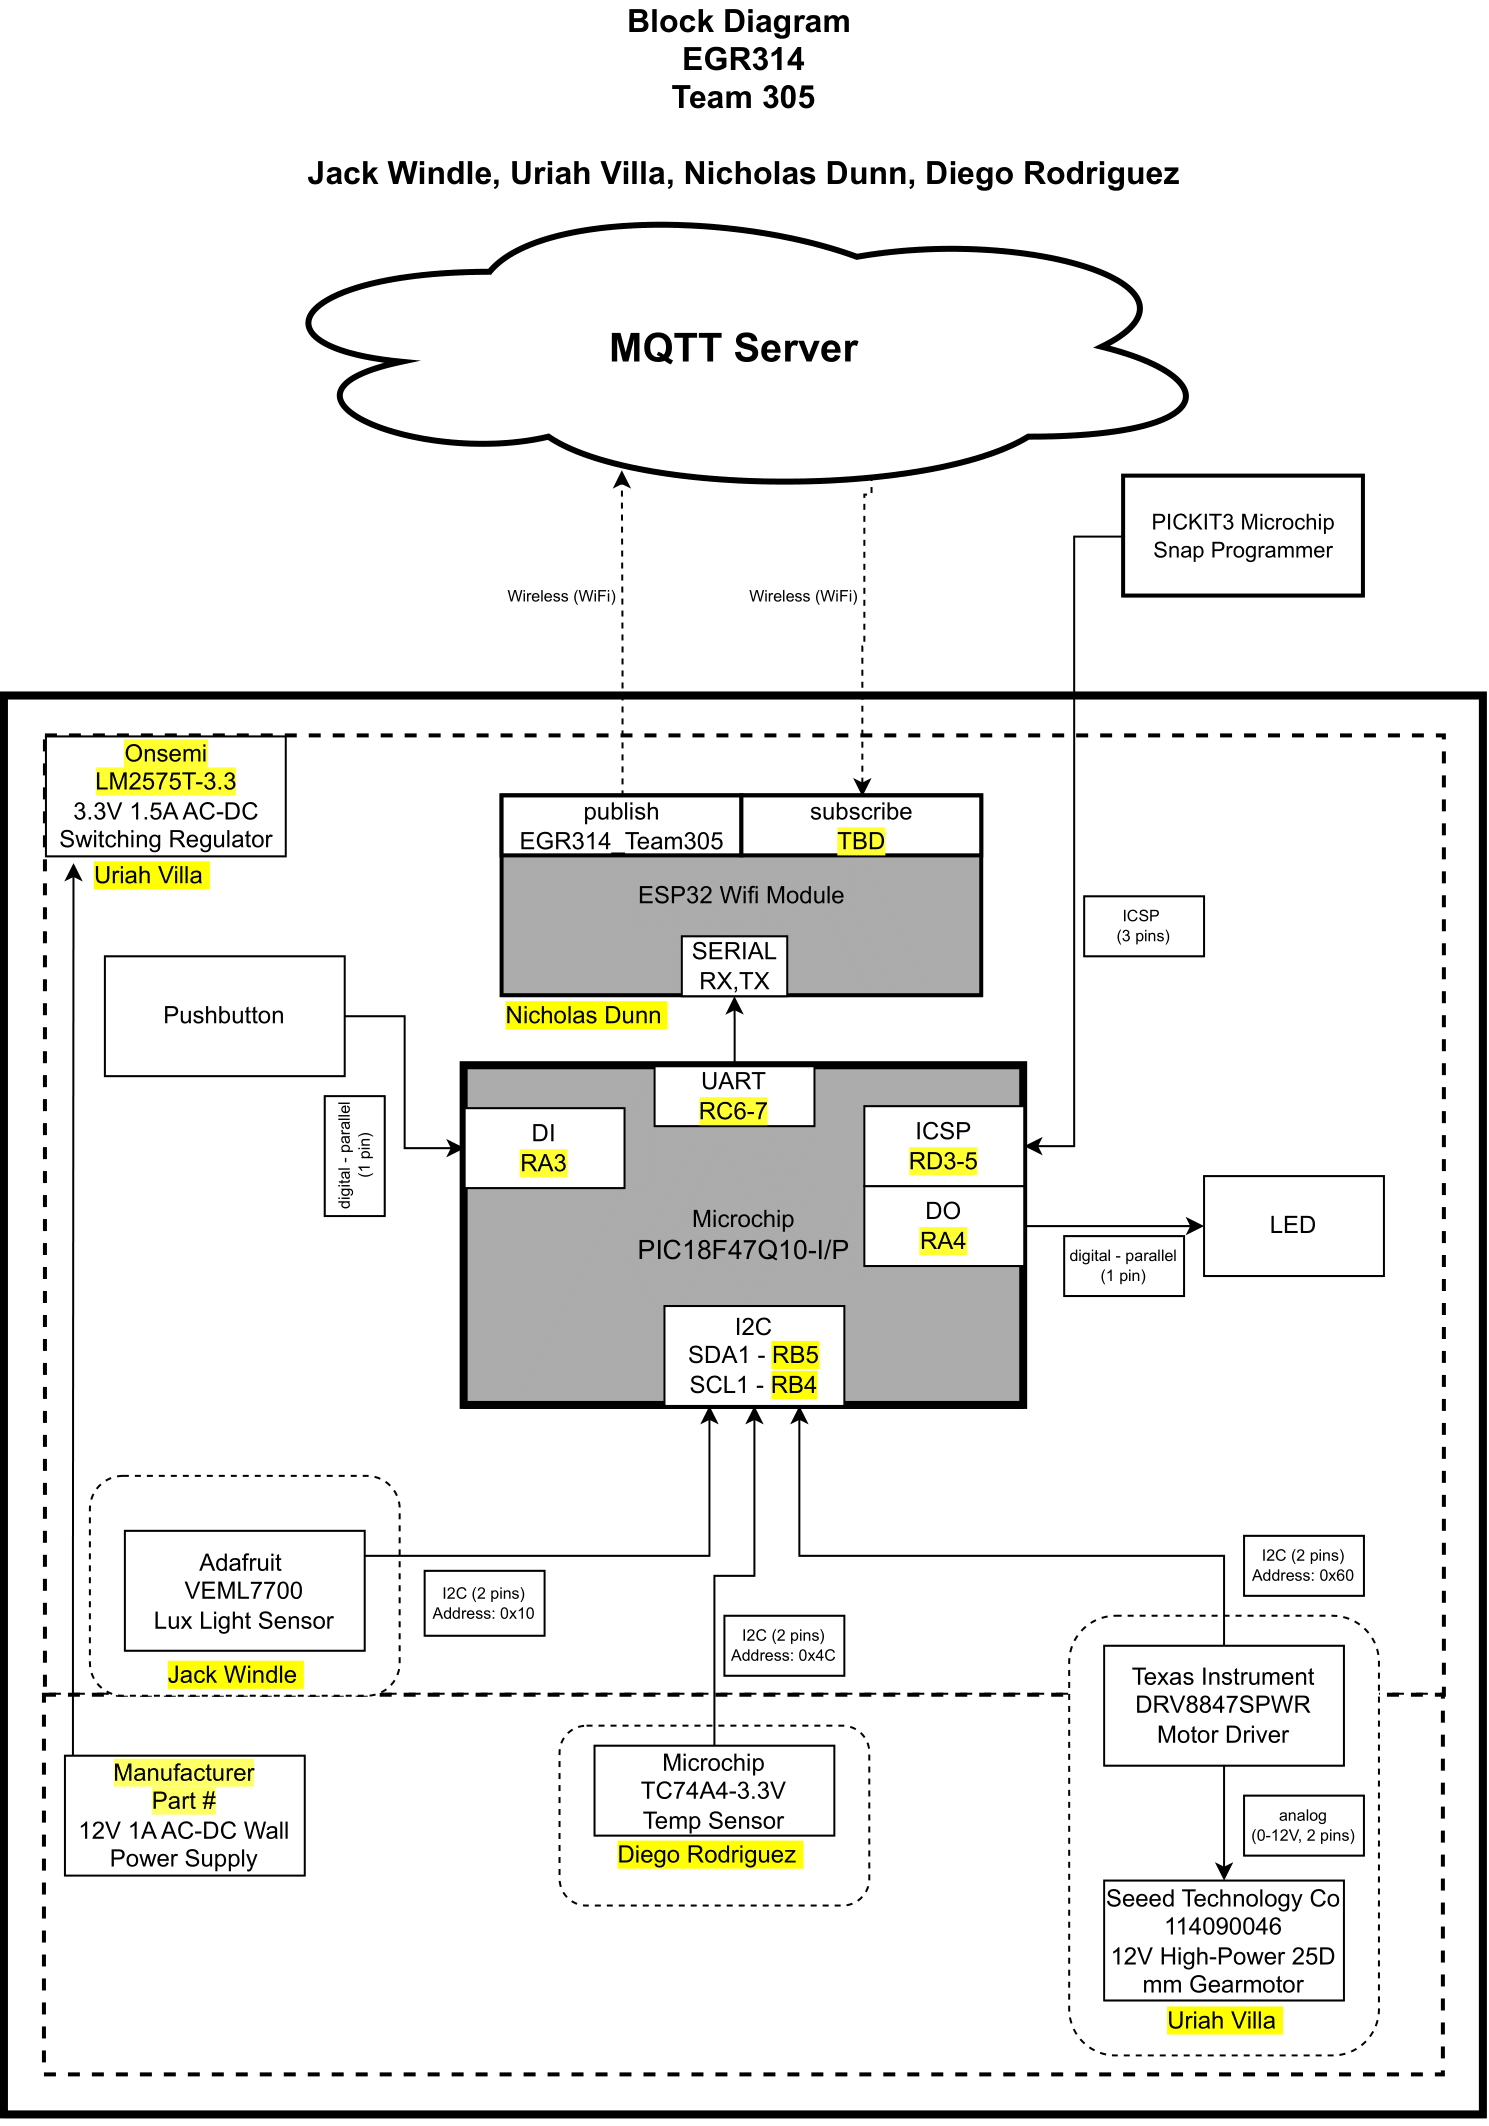 Block Diagram
EGR314
Team 305
Jack Windle, Uriah Villa, Nicholas Dunn, Diego Rodriguez
MQTT Server
PICKIT3 Microchip
Snap Programmer
Wireless (WiFi)
Wireless (WiFi)
Onsemi
LM2575T-3.3
3.3V 1.5A AC-DC
Switching Regulator
Uriah Villa
publish
EGR314_Team305
subscribe
TBD
ESP32 Wifi Module
SERIAL
RX,TX
Nicholas Dunn
ICSP
(3 pins)
Pushbutton
digital - parallel
(1 pin)
UART
RC6-7
DI
RA3
ICSP
RD3-5
DO
RA4
Microchip
PIC18F47Q10-I/P
LED
digital - parallel
(1 pin)
I2C
SDA1 - RB5
SCL1 - RB4
Adafruit
VEML7700
Lux Light Sensor
Jack Windle
I2C (2 pins)
Address: 0x10
I2C (2 pins)
Address: 0x4C
I2C (2 pins)
Address: 0x60
Texas Instrument
DRV8847SPWR
Motor Driver
Manufacturer
Part #
12V 1A AC-DC Wall
Power Supply
Microchip
TC74A4-3.3V
Temp Sensor
Diego Rodriguez
analog
(0-12V, 2 pins)
Seeed Technology Co
114090046
12V High-Power 25D
mm Gearmotor
Uriah Villa